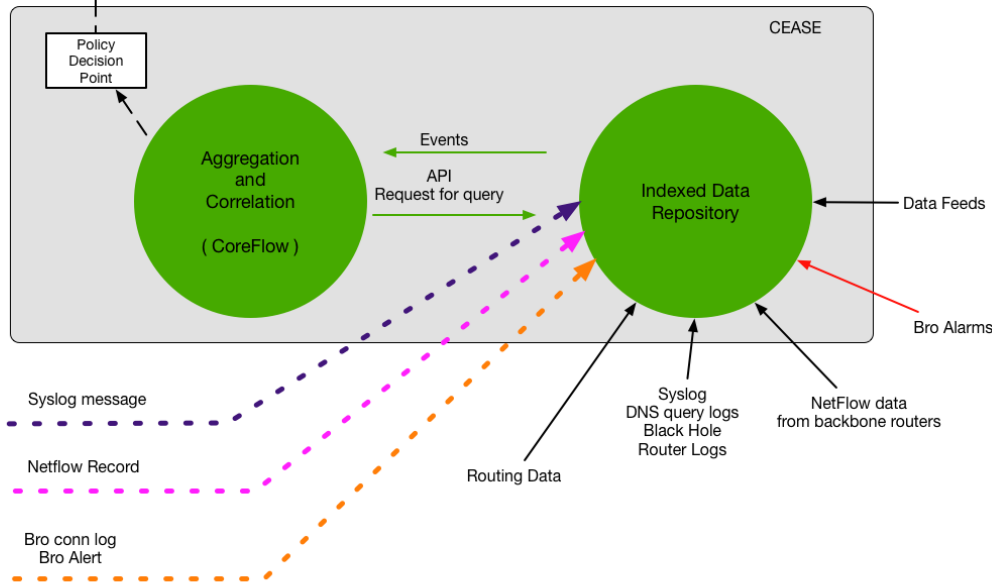 CEASE
Policy
Decision
Point
Aggregation
and
Correlation
( CoreFlow )
Events
API
Request for query
Indexed Data
Repository
Data Feeds
Bro Alarms
NetFlow data
from backbone routers
Syslog
DNS query logs
Black Hole
Router Logs
Routing Data
Syslog message
Netflow Record
Bro conn log
Bro Alert